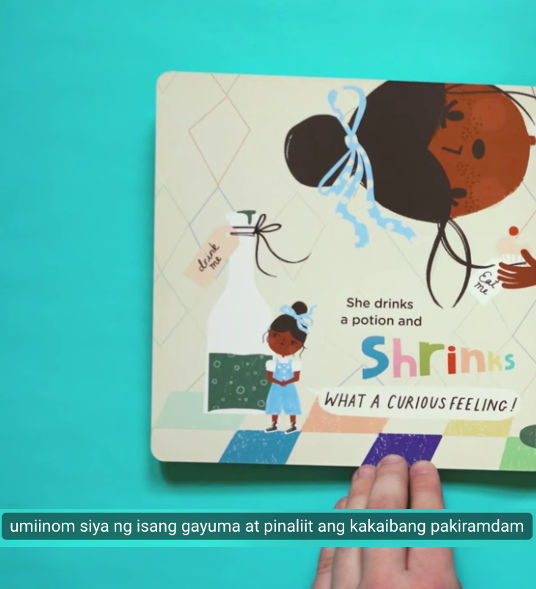 drink
me
Eat
me
She drinks
a potion and
Shrinks
WHAT A CURIOUS FEELING!
umiinom siya ng isang gayuma at pinaliit ang kakaibang pakiramdam